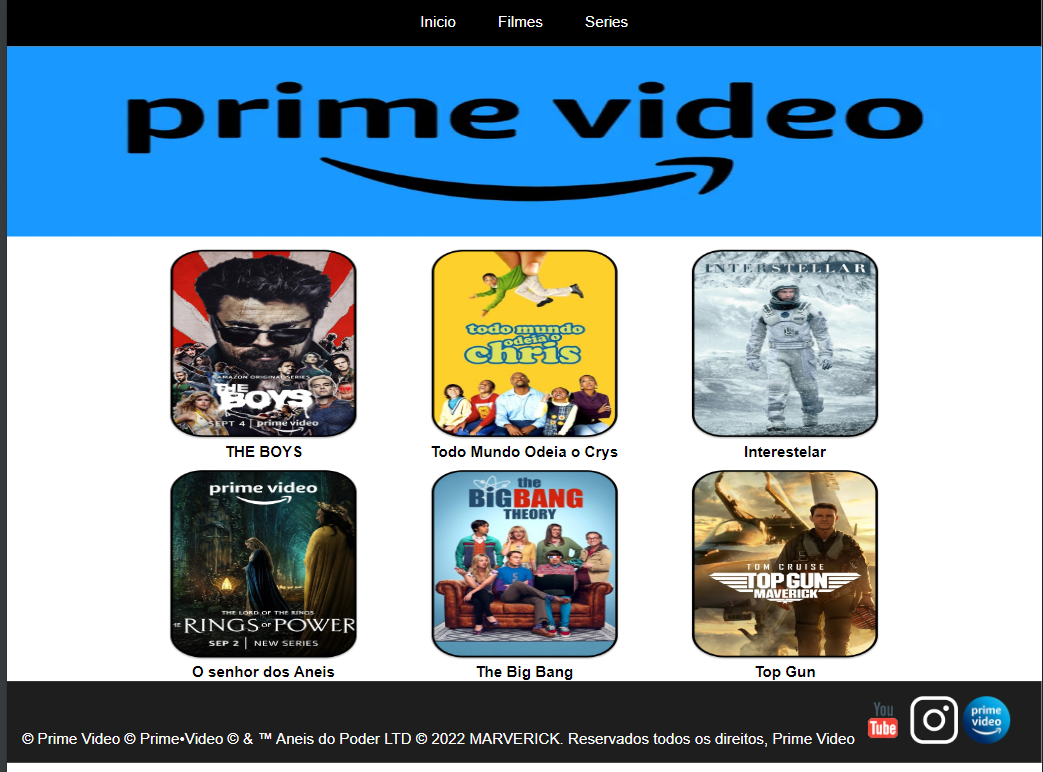 Inicio Filmes Series
prime video
AMAZON ORIGINAL SERIES
THE
BOYS
SEPT 4 | prime video
todo mundo
odeia o
chris
INTERSTELLAR
THE BOYS
Todo Mundo Odeia o Crys
Interestelar
prime video
THE LORD OF THE RINGS
RINGS OF POWER
SEP 2 | NEW SERIES
the
BIGBANG
THEORY
TOM CRUISE
TOP GUN
MAVERICK
O senhor dos Aneis
The Big Bang
Top Gun
© Prime Video © Prime•Video © & ™ Aneis do Poder LTD © 2022 MARVERICK. Reservados todos os direitos, Prime Video
You
Tube
prime
video